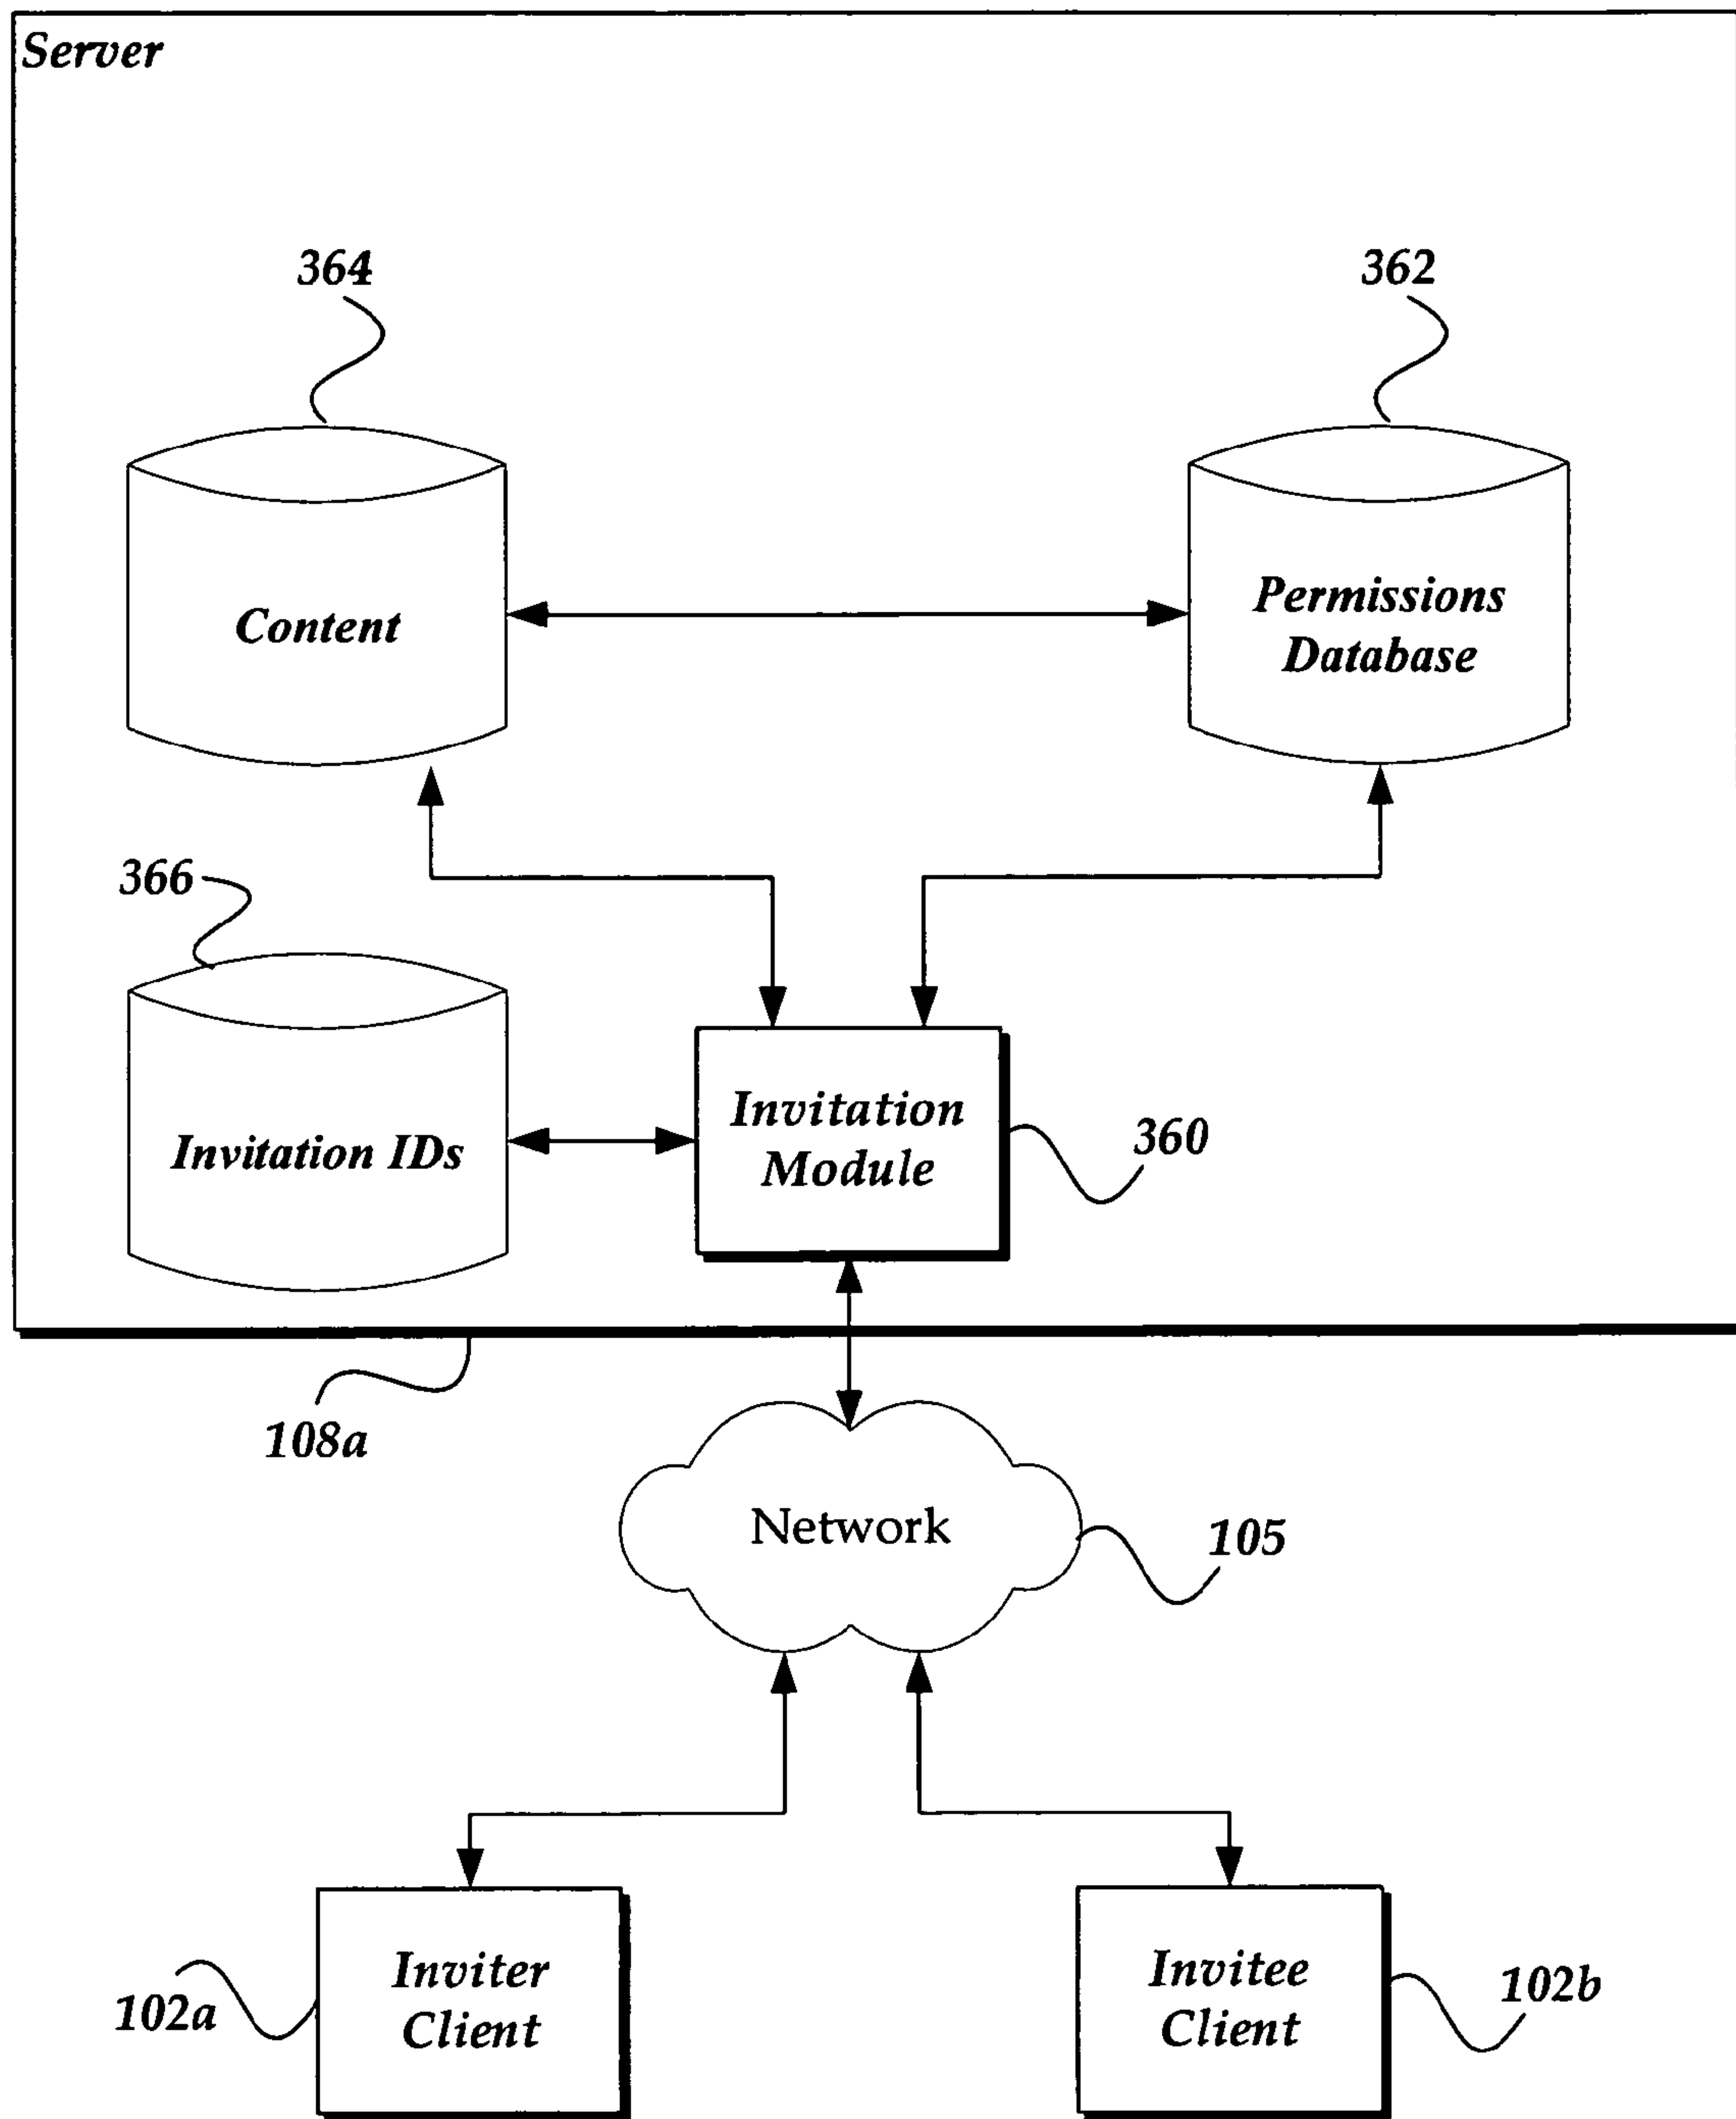 Server
364
362
Content
Permissions
Database
366
Invitation IDs
Invitation
Module
360
108a
Network
105
Inviter
Client
102a
Invitee
Client
102b